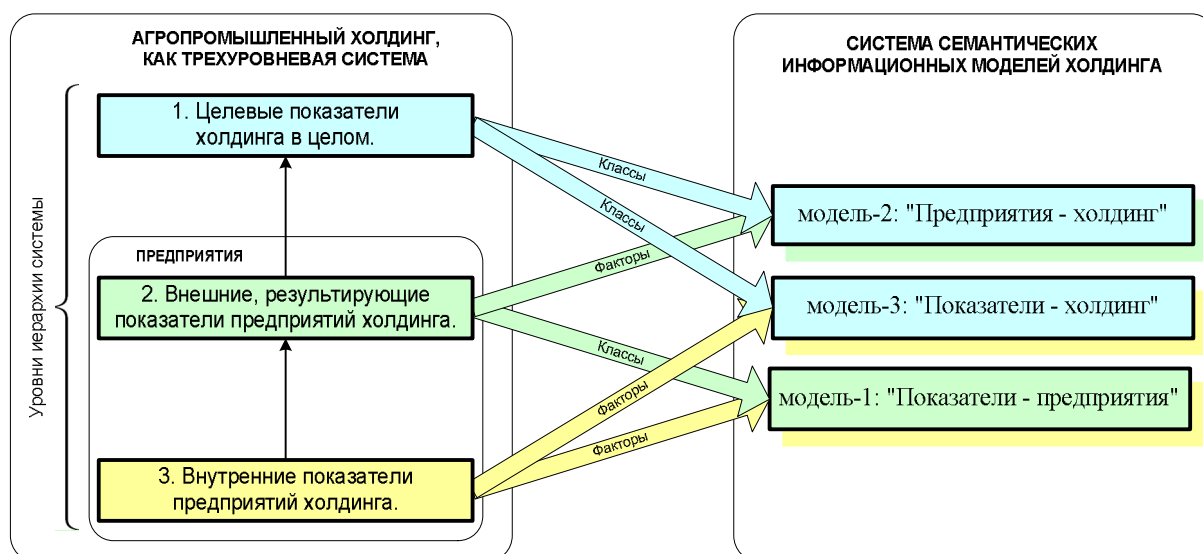 АГРОПРОМЫШЛЕННЫЙ ХОЛДИНГ,
КАК ТРЕХУРОВНЕВАЯ СИСТЕМА
Уровни иерархии системы
1. Целевые показатели
холдинга в целом.
ПРЕДПРИЯТИЯ
2. Внешние, результирующие
показатели предприятий холдинга.
3. Внутренние показатели
предприятий холдинга.
Классы
Классы
Факторы
Классы
Факторы
Факторы
СИСТЕМА СЕМАНТИЧЕСКИХ
ИНФОРМАЦИОННЫХ МОДЕЛЕЙ ХОЛДИНГА
модель-2: "Предприятия - холдинг"
модель-3: "Показатели - холдинг"
модель-1: "Показатели - предприятия"